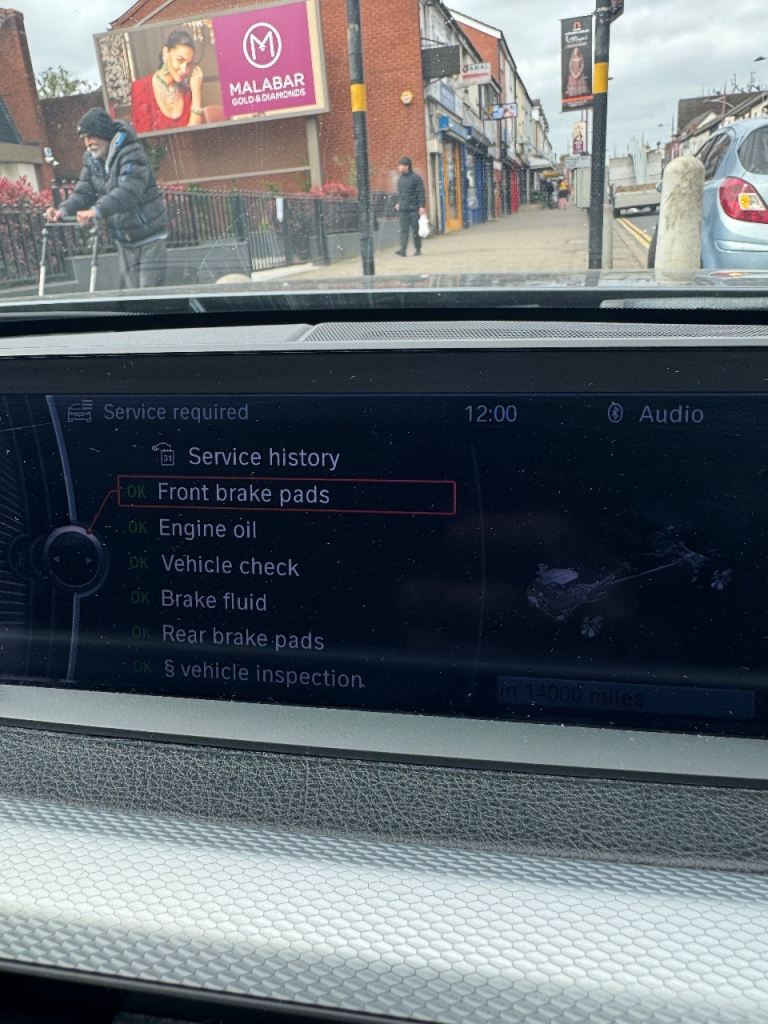 M
MALABAR
GOLD & DIAMONDS
Service required
12:00
Audio
31
Service history
OK Front brake pads
OK Engine oil
OK Vehicle check
OK Brake fluid
OK Rear brake pads
OK § vehicle inspection
in 14000 miles